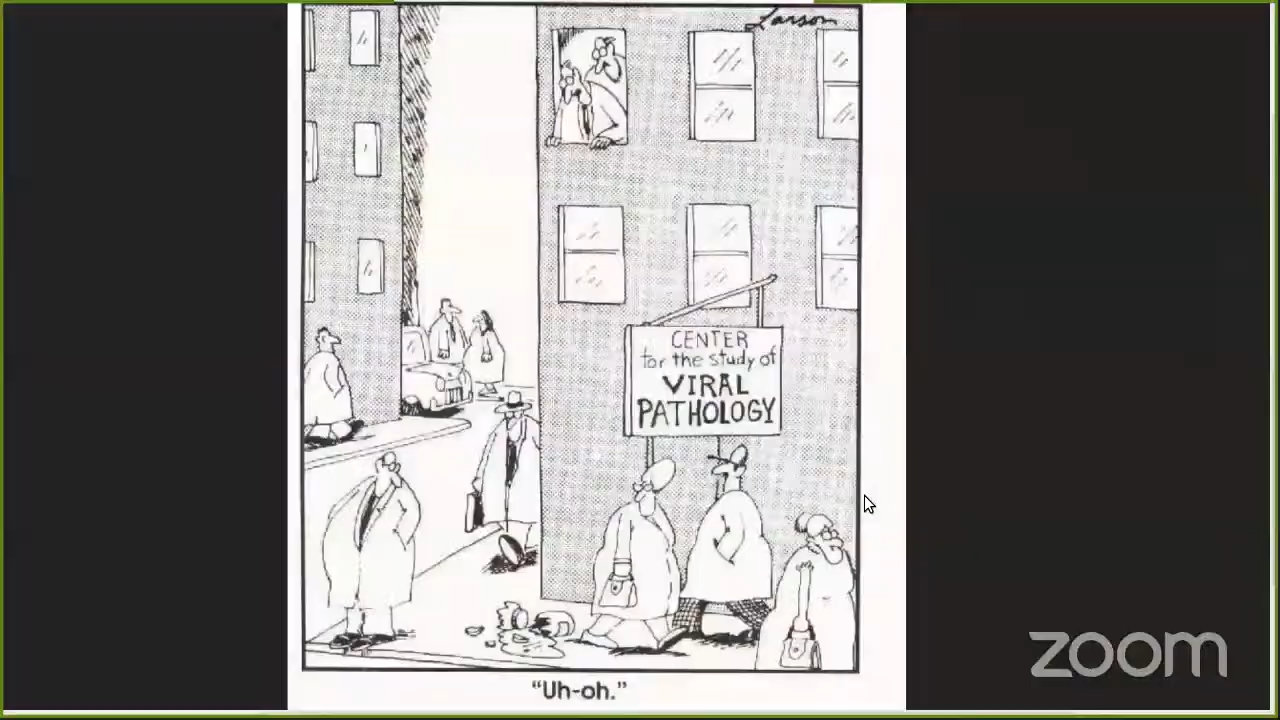 Larson
CENTER
for the study of
VIRAL
PATHOLOGY
"Uh-oh."
zoom